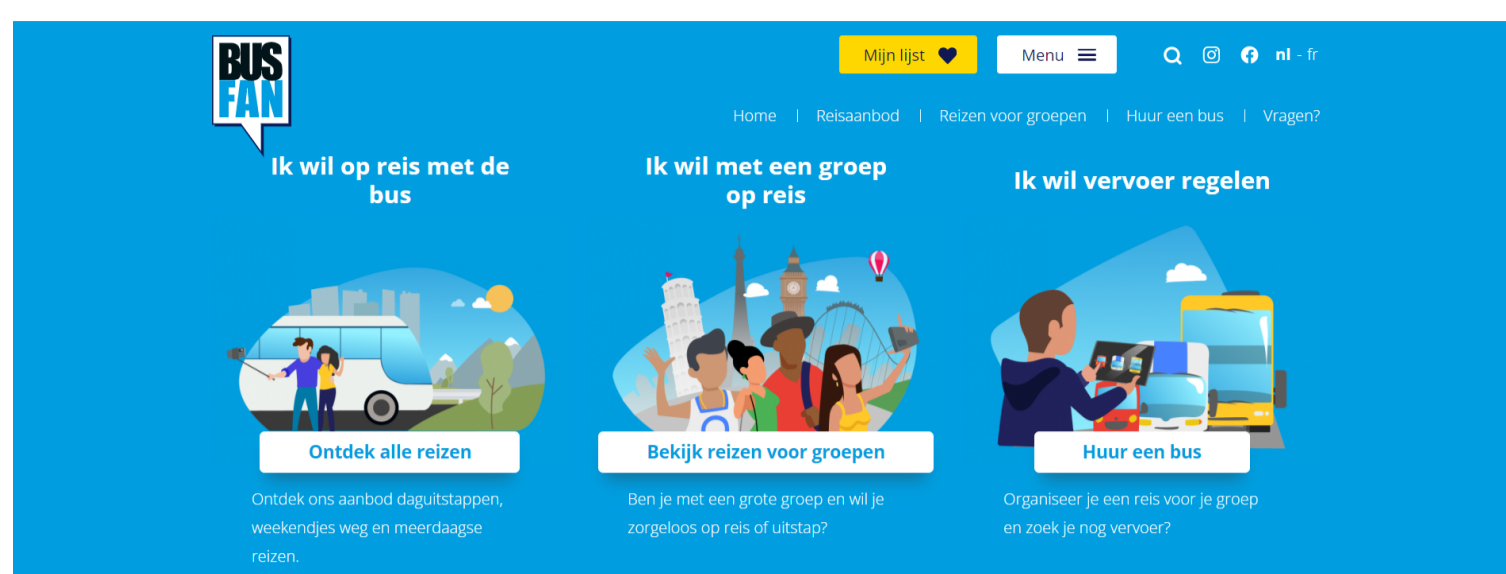 BUS
FAN
Mijn lijst
Menu
nl - fr
Home | Reisaanbod | Reizen voor groepen | Huur een bus | Vragen?
Ik wil op reis met de
bus
Ontdek alle reizen
Ontdek ons aanbod daguitstappen,
weekendjes weg en meerdaagse
reizen.
Ik wil met een groep
op reis
Bekijk reizen voor groepen
Ben je met een grote groep en wil je
zorgeloos op reis of uitstap?
Ik wil vervoer regelen
Huur een bus
Organiseer je een reis voor je groep
en zoek je nog vervoer?